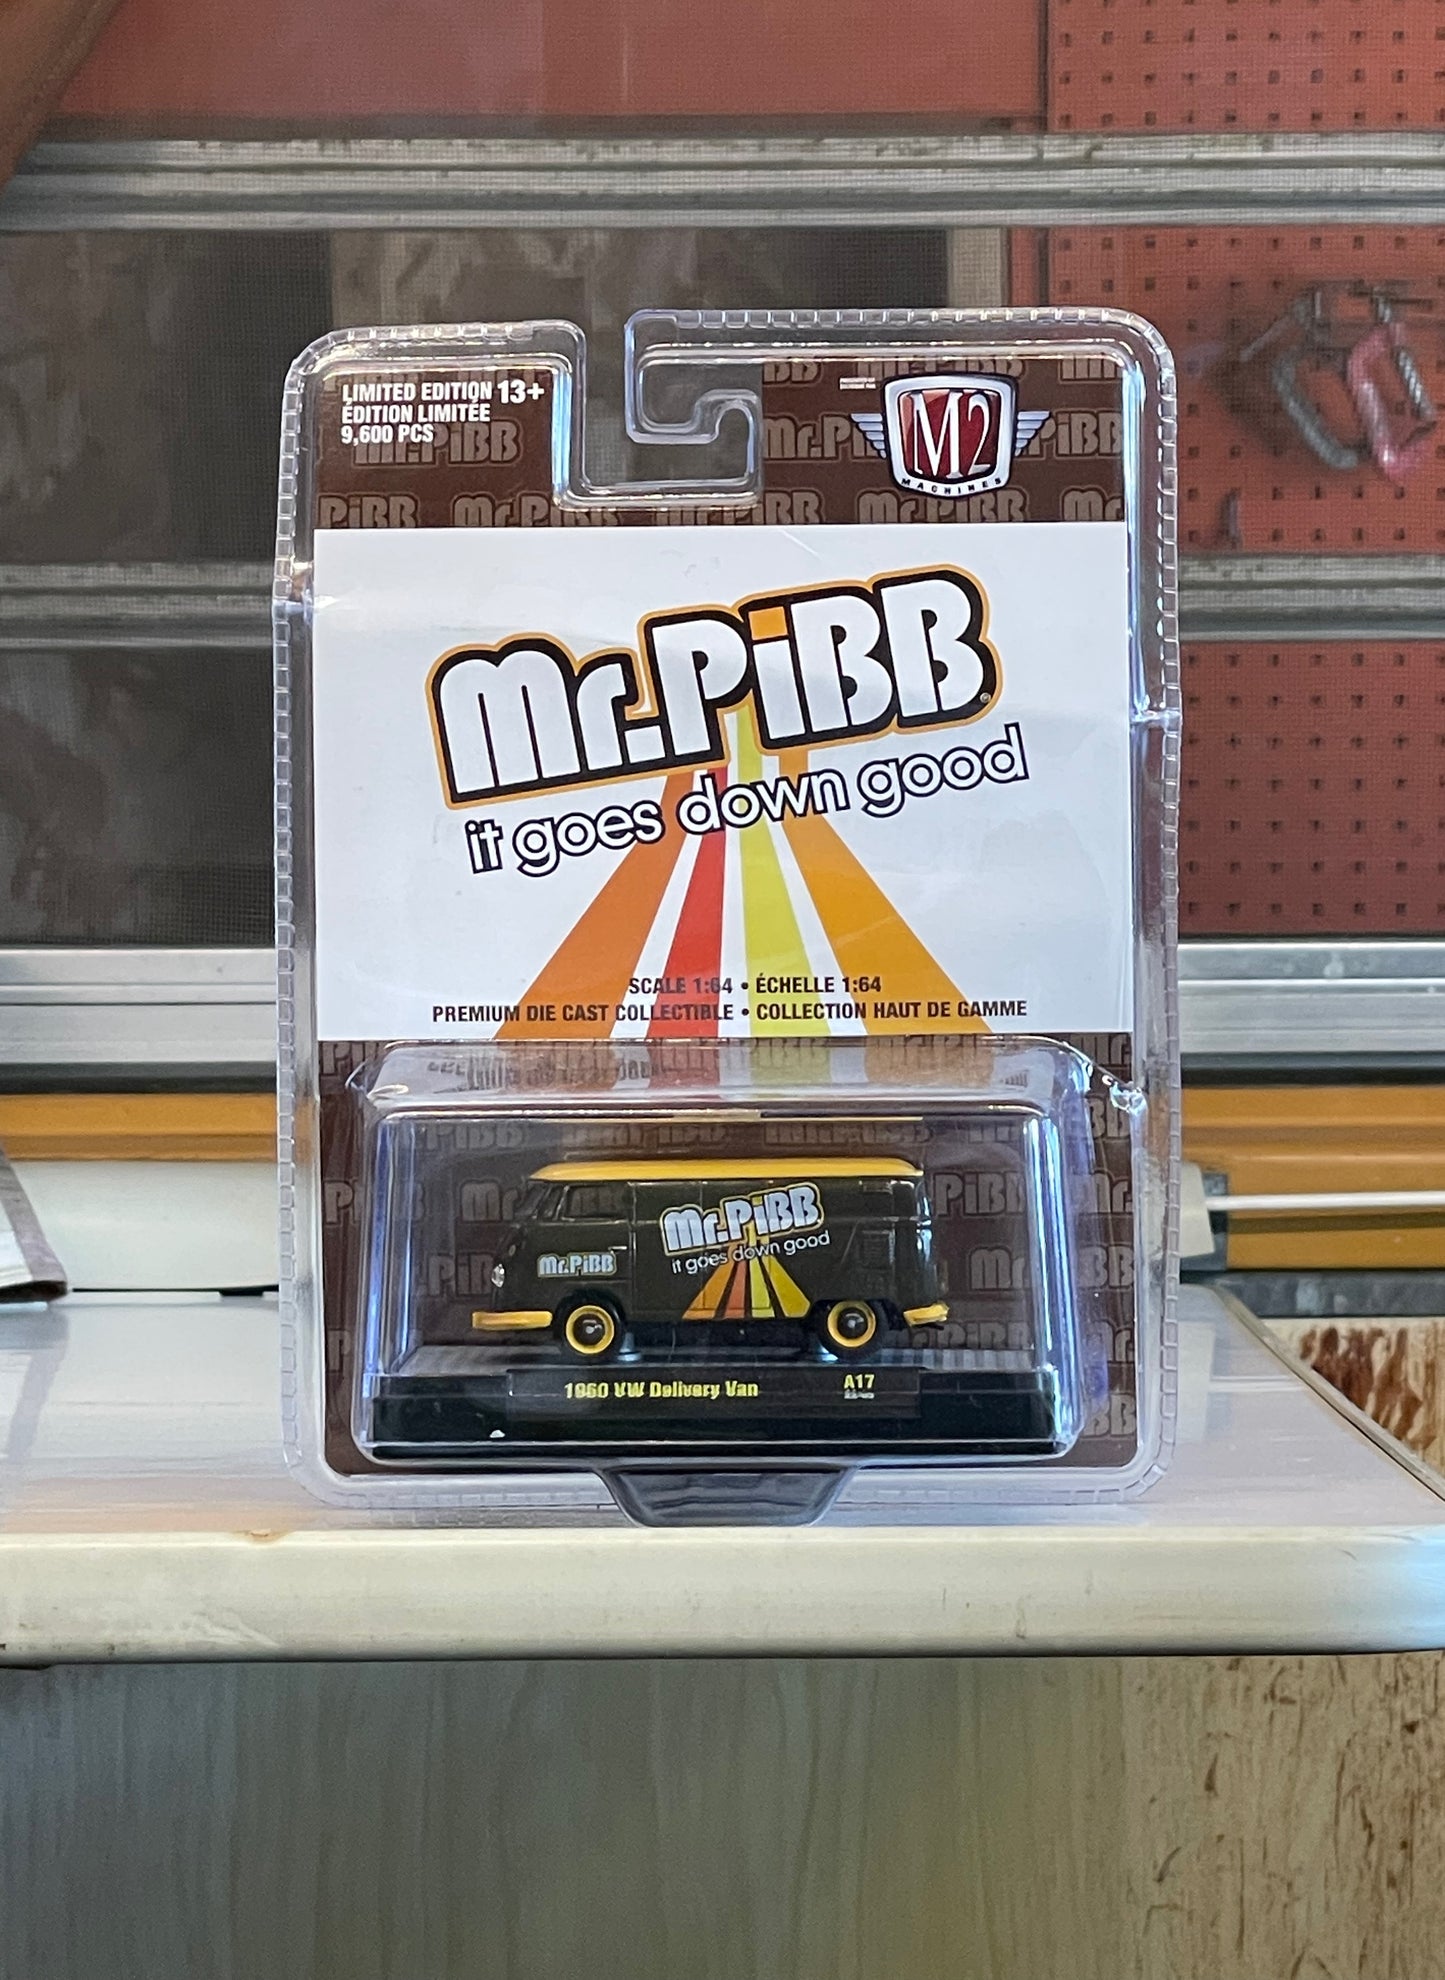 LIMITED EDITION 13+
ÉDITION LIMITÉE
9,600 PCS
M2
MACHINES
Mr.PiBB
it goes down good
SCALE 1:64 • ÉCHELLE 1:64
PREMIUM DIE CAST COLLECTIBLE • COLLECTION HAUT DE GAMME
Mr.PiBB
it goes down good
Mr.PiBB
1960 VW Delivery Van A17